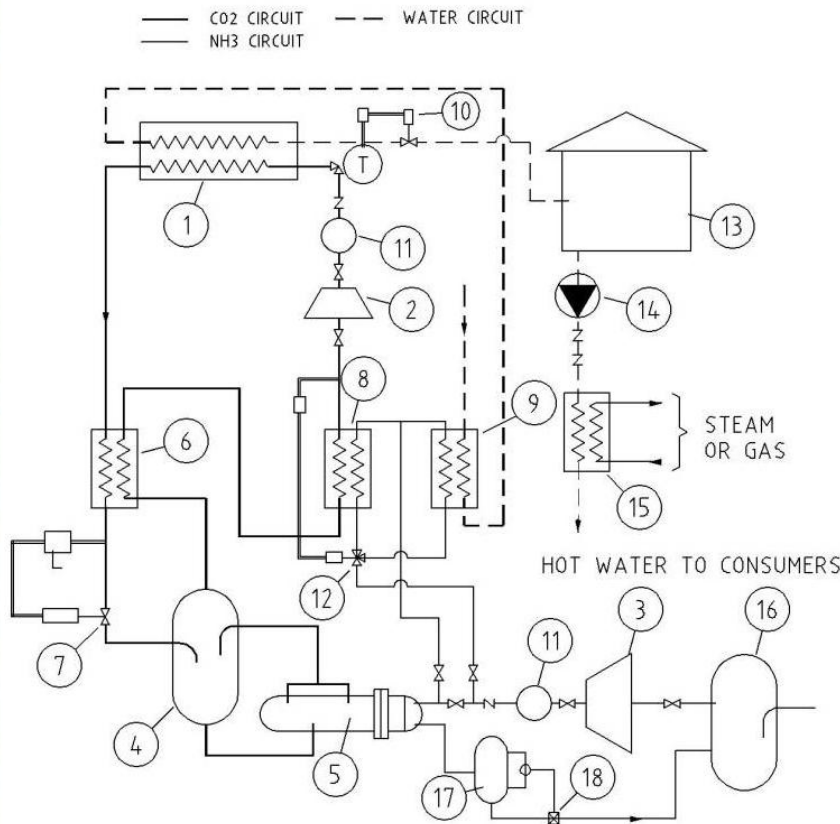 CO2 CIRCUIT
WATER CIRCUIT
NH3 CIRCUIT
10
T
1
11
13
2
14
8
9
6
STEAM
OR GAS
15
12
HOT WATER TO CONSUMERS
3
16
7
11
4
5
17
18